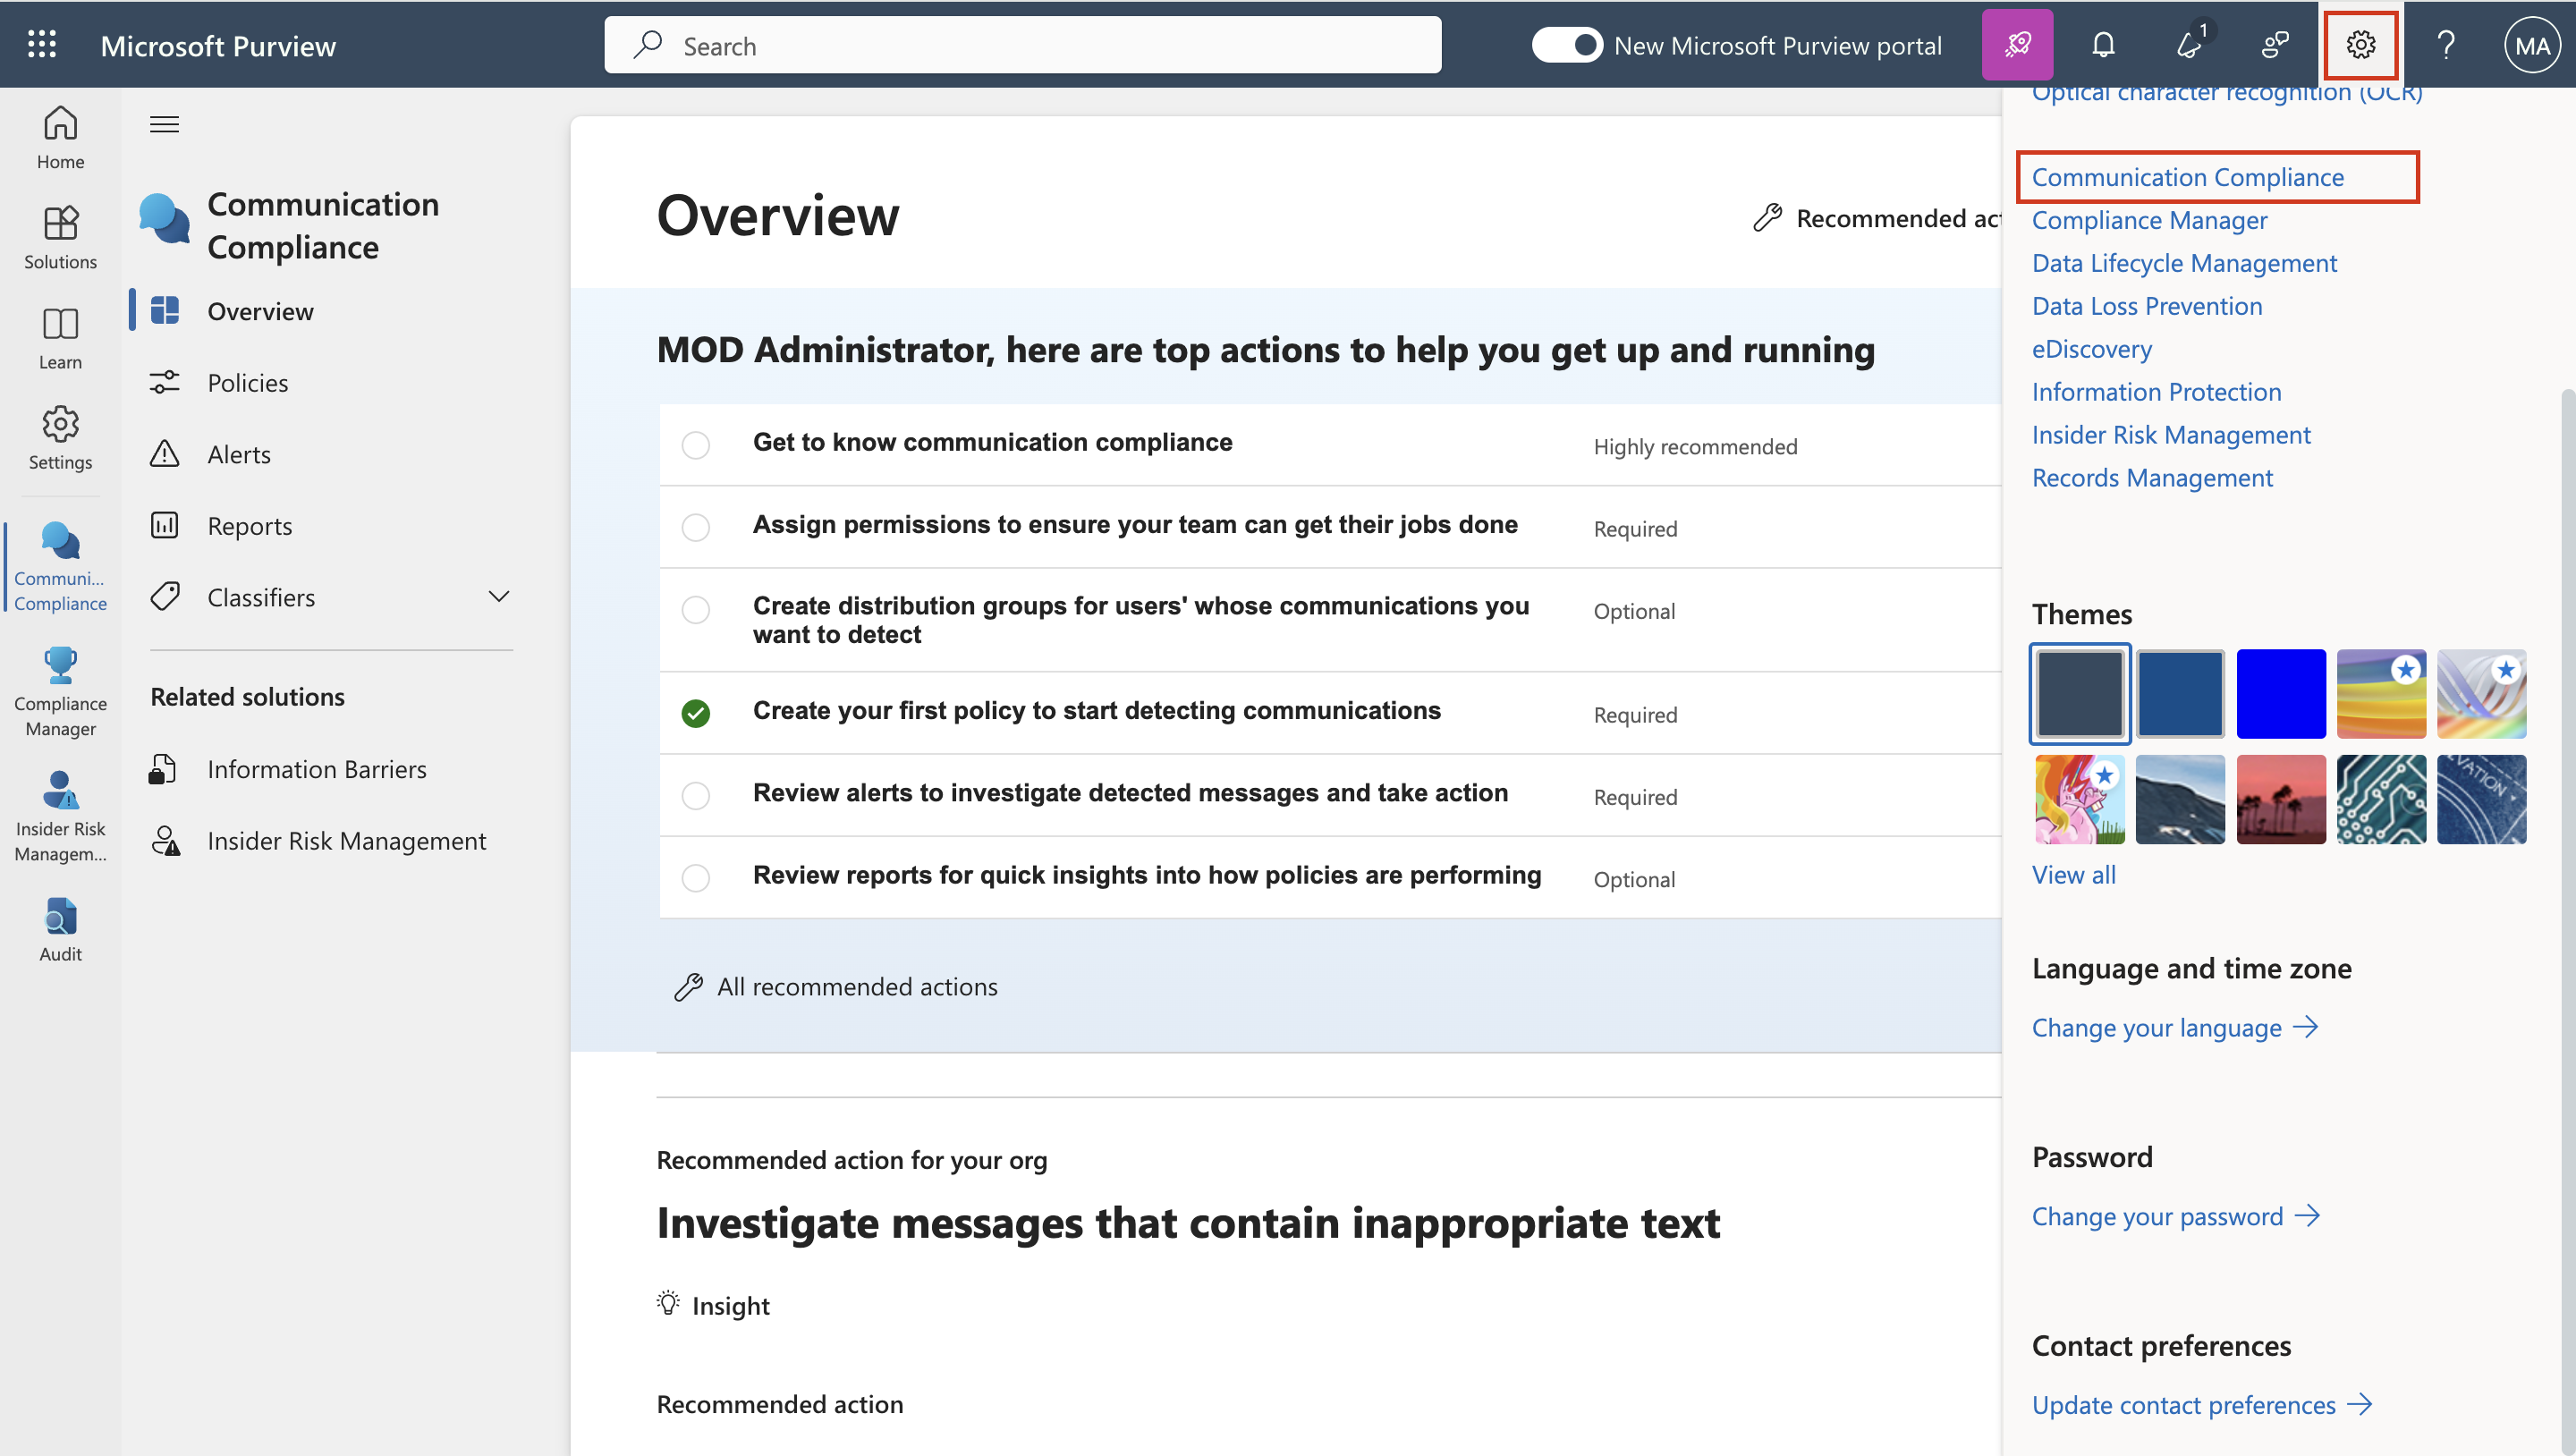 Microsoft Purview
Search
New Microsoft Purview portal
1
MA
Home
Solutions
Learn
Settings
Communi...
Compliance
Compliance
Manager
Insider Risk
Managem...
Audit
Communication
Compliance
Overview
Policies
Alerts
Reports
Classifiers
Related solutions
Information Barriers
Insider Risk Management
Overview
Recommended act
MOD Administrator, here are top actions to help you get up and running
Get to know communication compliance
Highly recommended
Assign permissions to ensure your team can get their jobs done
Required
Create distribution groups for users' whose communications you
want to detect
Optional
Create your first policy to start detecting communications
Required
Review alerts to investigate detected messages and take action
Required
Review reports for quick insights into how policies are performing
Optional
All recommended actions
Recommended action for your org
Investigate messages that contain inappropriate text
Insight
Recommended action
Optical character recognition (OCR)
Communication Compliance
Compliance Manager
Data Lifecycle Management
Data Loss Prevention
eDiscovery
Information Protection
Insider Risk Management
Records Management
Themes
VATION
View all
Language and time zone
Change your language
Password
Change your password
Contact preferences
Update contact preferences